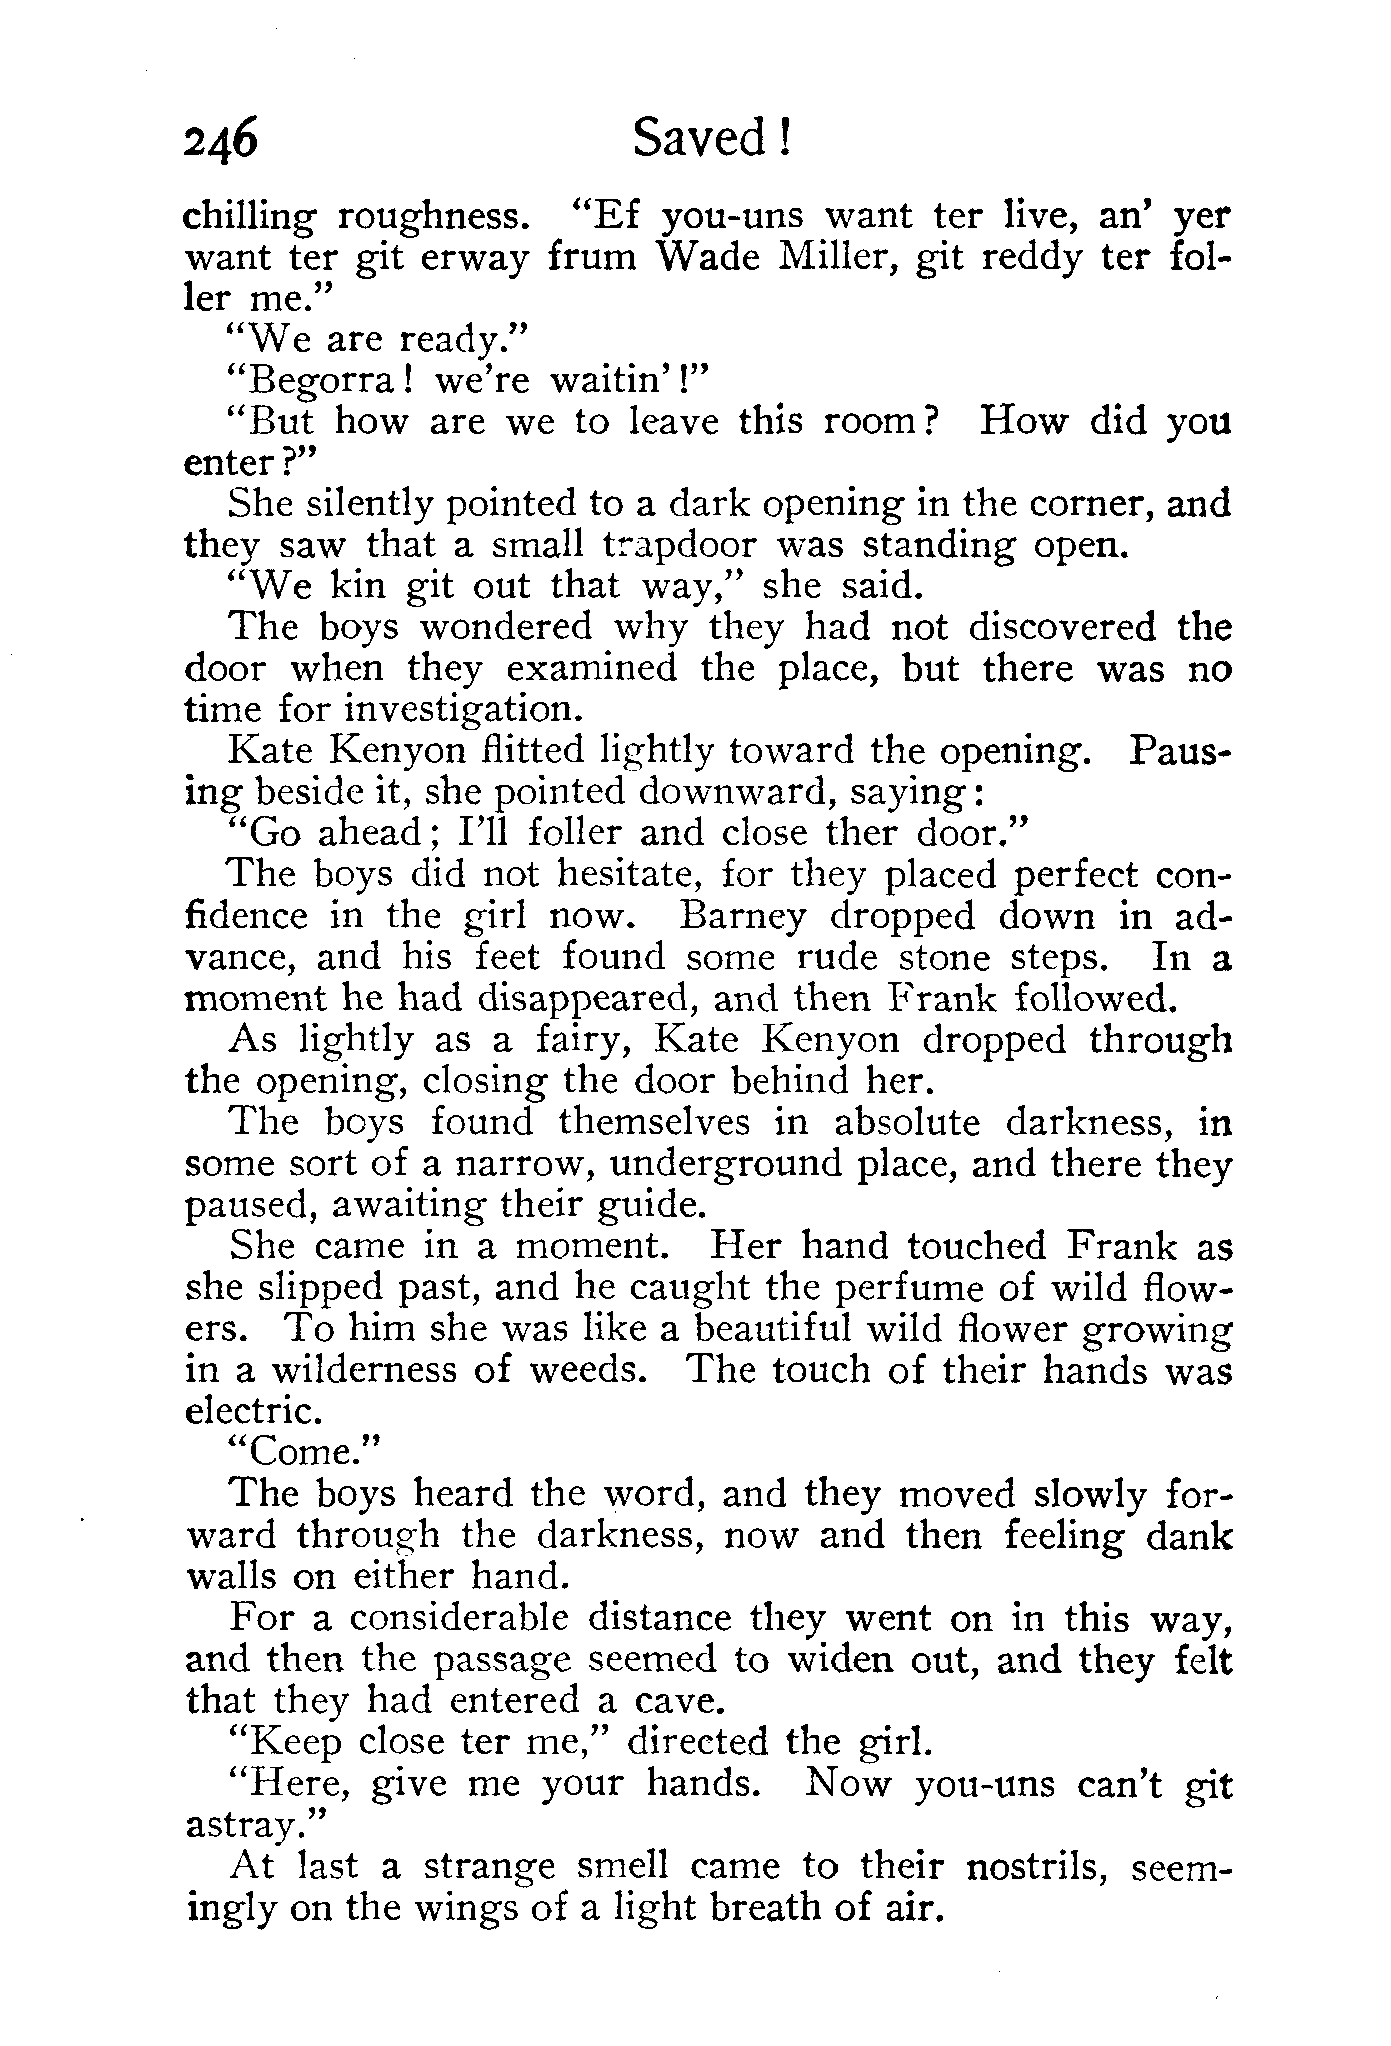 246 Saved !
chilling roughness. "Ef you-uns want ter live, an' yer
want ter git erway frum Wade Miller, git reddy ter fol-
ler me."
"We are ready."
"Begorra ! we're waitin' !"
"But how are we to leave this room ? How did you
enter ?"
She silently pointed to a dark opening in the corner, and
they saw that a small trapdoor was standing open.
"We kin git out that way," she said.
The boys wondered why they had not discovered the
door when they examined the place, but there was no
time for investigation.
Kate Kenyon flitted lightly toward the opening. Paus-
ing beside it, she pointed downward, saying :
"Go ahead ; I'll foller and close ther door."
The boys did not hesitate, for they placed perfect con-
fidence in the girl now. Barney dropped down in ad-
vance, and his feet found some rude stone steps. In a
moment he had disappeared, and then Frank followed.
As lightly as a fairy, Kate Kenyon dropped through
the opening, closing the door behind her.
The boys found themselves in absolute darkness, in
some sort of a narrow, underground place, and there they
paused, awaiting their guide.
She came in a moment. Her hand touched Frank as
she slipped past, and he caught the perfume of wild flow-
ers. To him she was like a beautiful wild flower growing
in a wilderness of weeds. The touch of their hands was
electric.
"Come."
The boys heard the word, and they moved slowly for-
ward through the darkness, now and then feeling dank
walls on either hand.
For a considerable distance they went on in this way,
and then the passage seemed to widen out, and they felt
that they had entered a cave.
"Keep close ter me," directed the girl.
"Here, give me your hands. Now you-uns can't git
astray."
At last a strange smell came to their nostrils, seem-
ingly on the wings of a light breath of air.